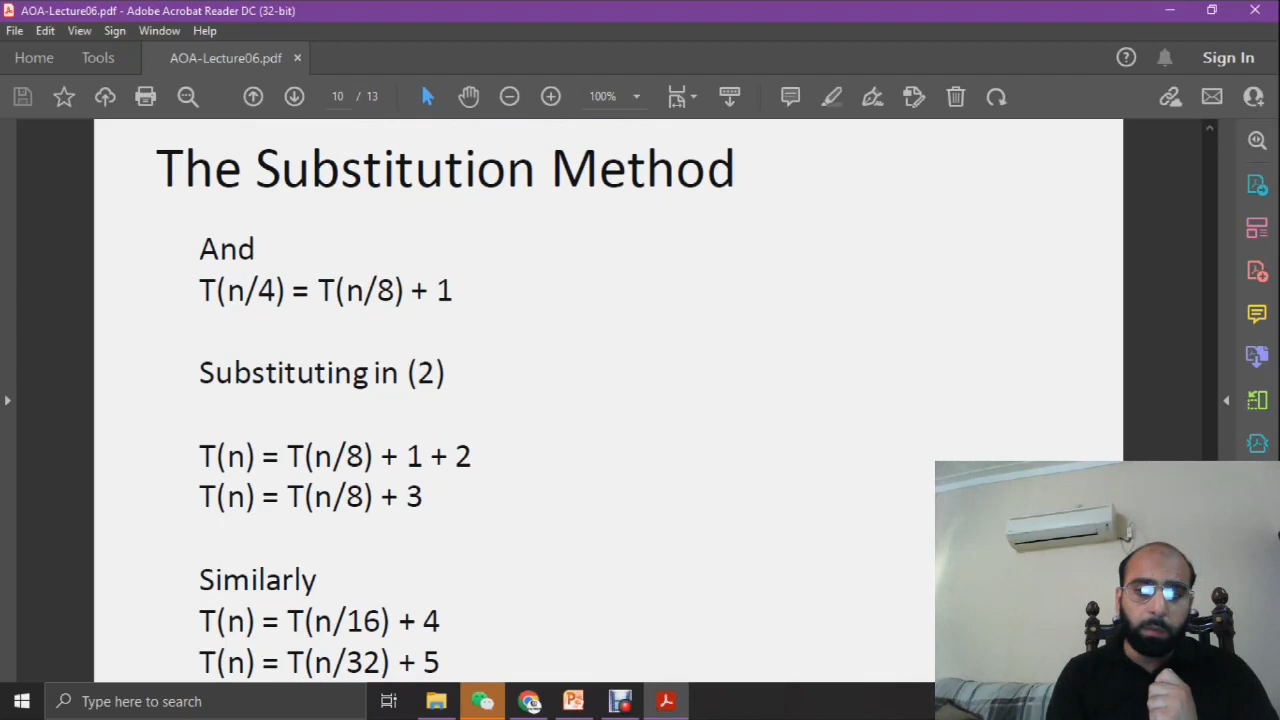 AOA-Lecture06.pdf - Adobe Acrobat Reader DC (32-bit)
File Edit View Sign Window Help
Home Tools AOA-Lecture06.pdf × Sign In
10 / 13 100%
The Substitution Method
And
T(n/4) = T(n/8) + 1
Substituting in (2)
T(n) = T(n/8) + 1 + 2
T(n) = T(n/8) + 3
Similarly
T(n) = T(n/16) + 4
T(n) = T(n/32) + 5
Type here to search